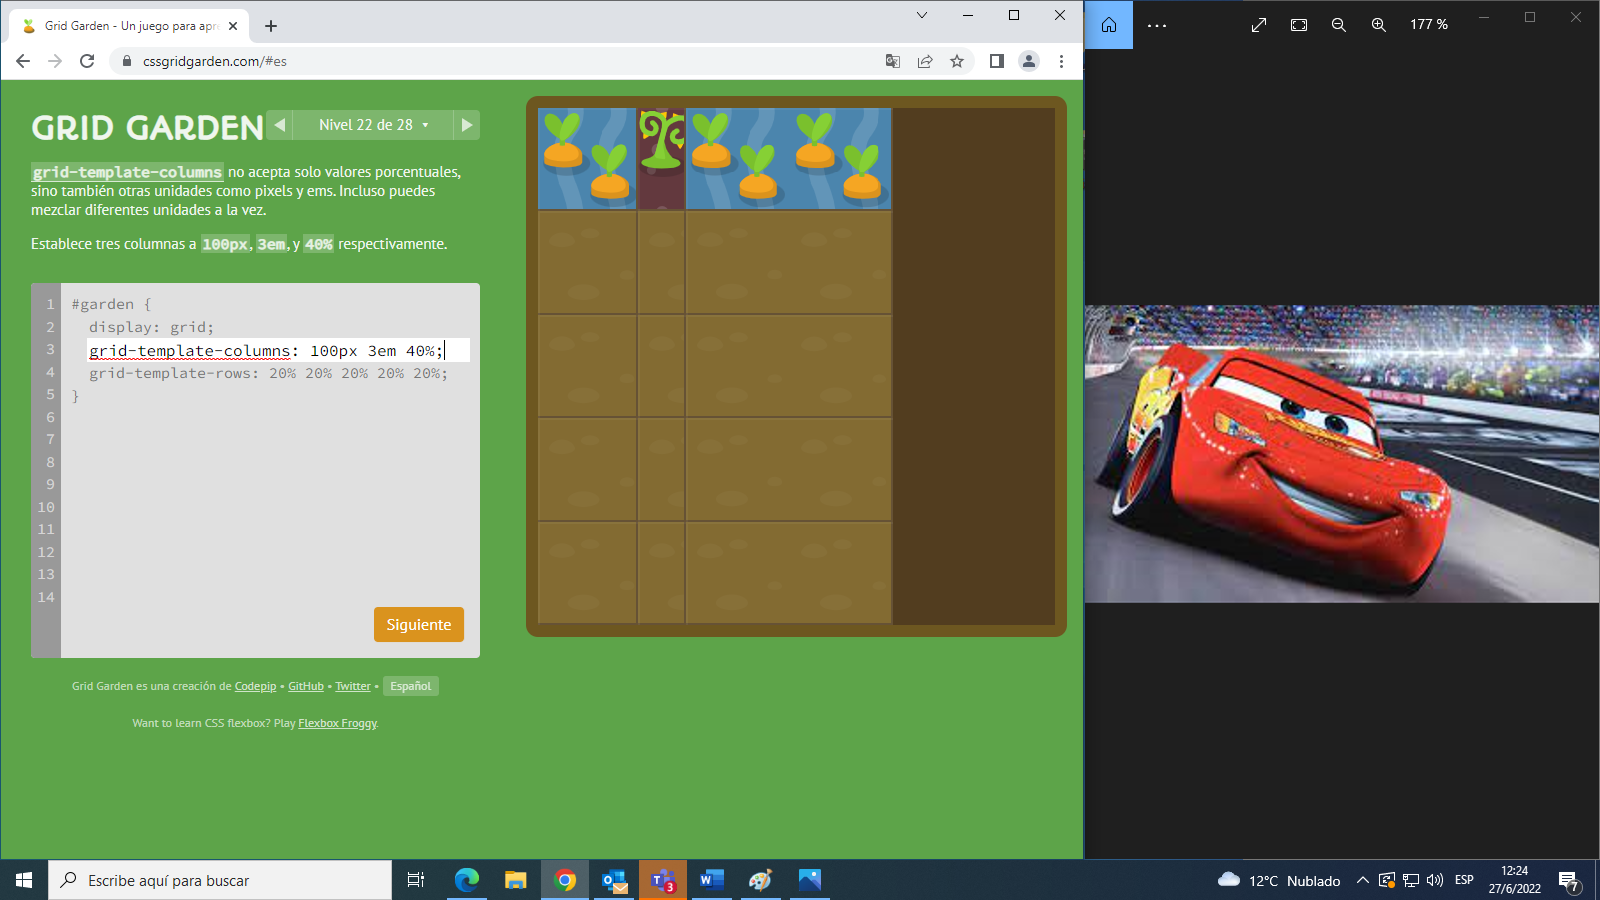 Grid Garden - Un juego para apre
cssgridgarden.com/#es
177 %
GRID GARDEN
Nivel 22 de 28
grid-template-columns no acepta solo valores porcentuales,
sino también otras unidades como pixels y ems. Incluso puedes
mezclar diferentes unidades a la vez.
Establece tres columnas a 100px, 3em, y 40% respectivamente.
1 #garden {
2 display: grid;
3 grid-template-columns: 100px 3em 40%;
4 grid-template-rows: 20% 20% 20% 20% 20%;
5 }
6
7
8
9
10
11
12
13
14
Siguiente
Grid Garden es una creación de Codepip • GitHub • Twitter • Español
Want to learn CSS flexbox? Play Flexbox Froggy.
Escribe aquí para buscar
3
12°C Nublado
ESP
12:24
27/6/2022
7